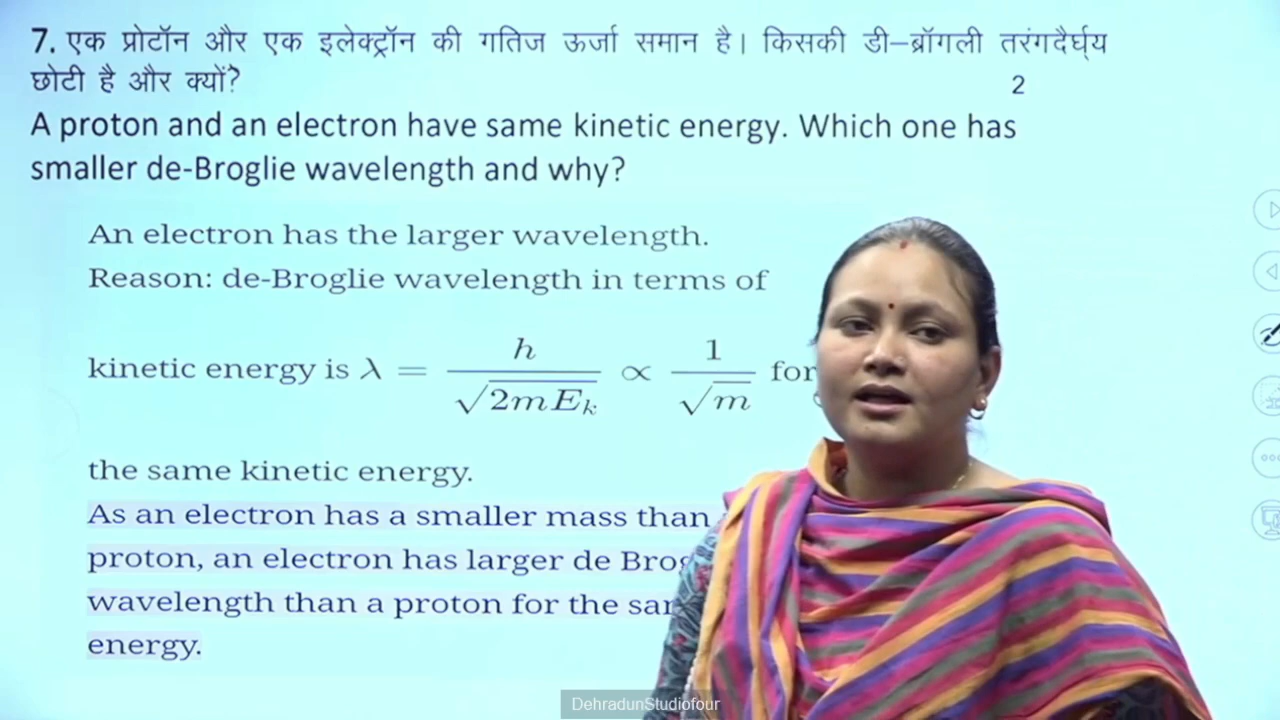 7. एक प्रोटॉन और एक इलेक्ट्रॉन की गतिज ऊर्जा समान है। किसकी डी–ब्रॉगली तरंगदैर्घ्य
छोटी है और क्यों? 2
A proton and an electron have same kinetic energy. Which one has
smaller de-Broglie wavelength and why?
An electron has the larger wavelength.
Reason: de-Broglie wavelength in terms of
kinetic energy is λ = h / √2mEₖ ∝ 1 / √m for
the same kinetic energy.
As an electron has a smaller mass than
proton, an electron has larger de
wavelength than a proton for the
energy.
DehradunStudiofour